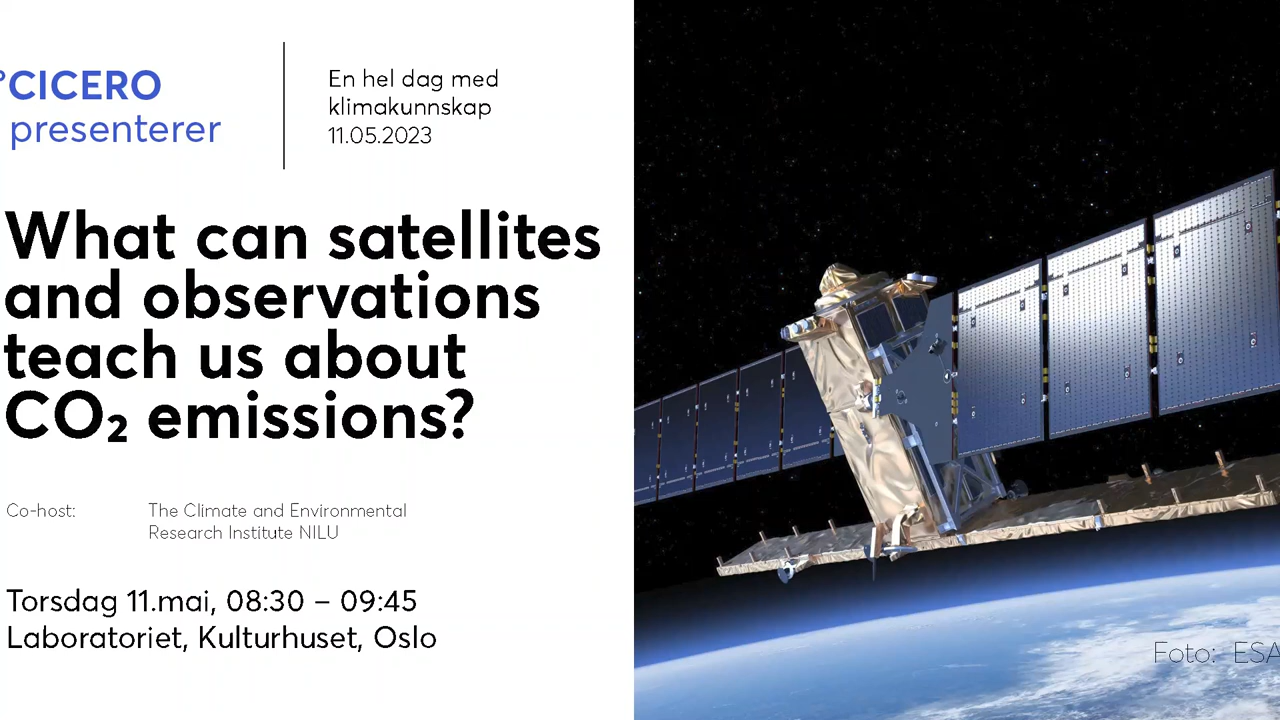 °CICERO
presenterer
En hel dag med
klimakunnskap
11.05.2023
What can satellites
and observations
teach us about
CO₂ emissions?
Co-host:
The Climate and Environmental
Research Institute NILU
Torsdag 11.mai, 08:30 – 09:45
Laboratoriet, Kulturhuset, Oslo
Foto: ESA